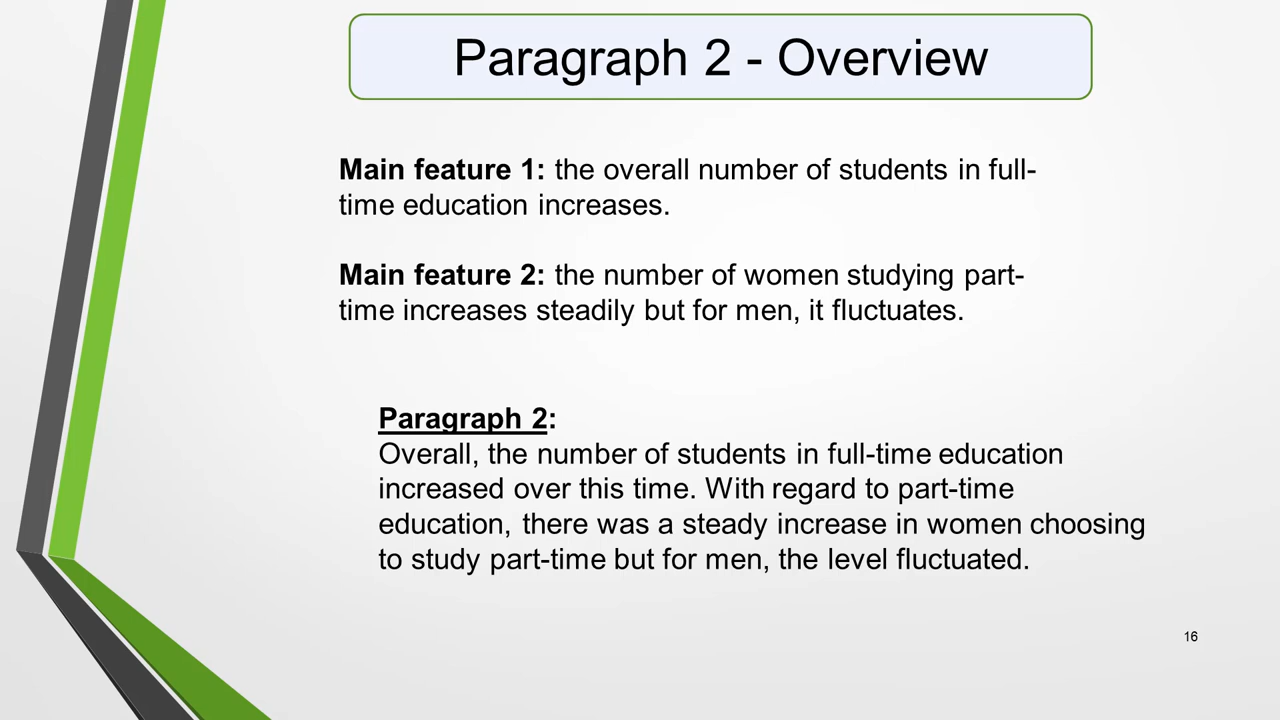 Paragraph 2 - Overview
Main feature 1: the overall number of students in full-
time education increases.
Main feature 2: the number of women studying part-
time increases steadily but for men, it fluctuates.
Paragraph 2:
Overall, the number of students in full-time education
increased over this time. With regard to part-time
education, there was a steady increase in women choosing
to study part-time but for men, the level fluctuated.
16